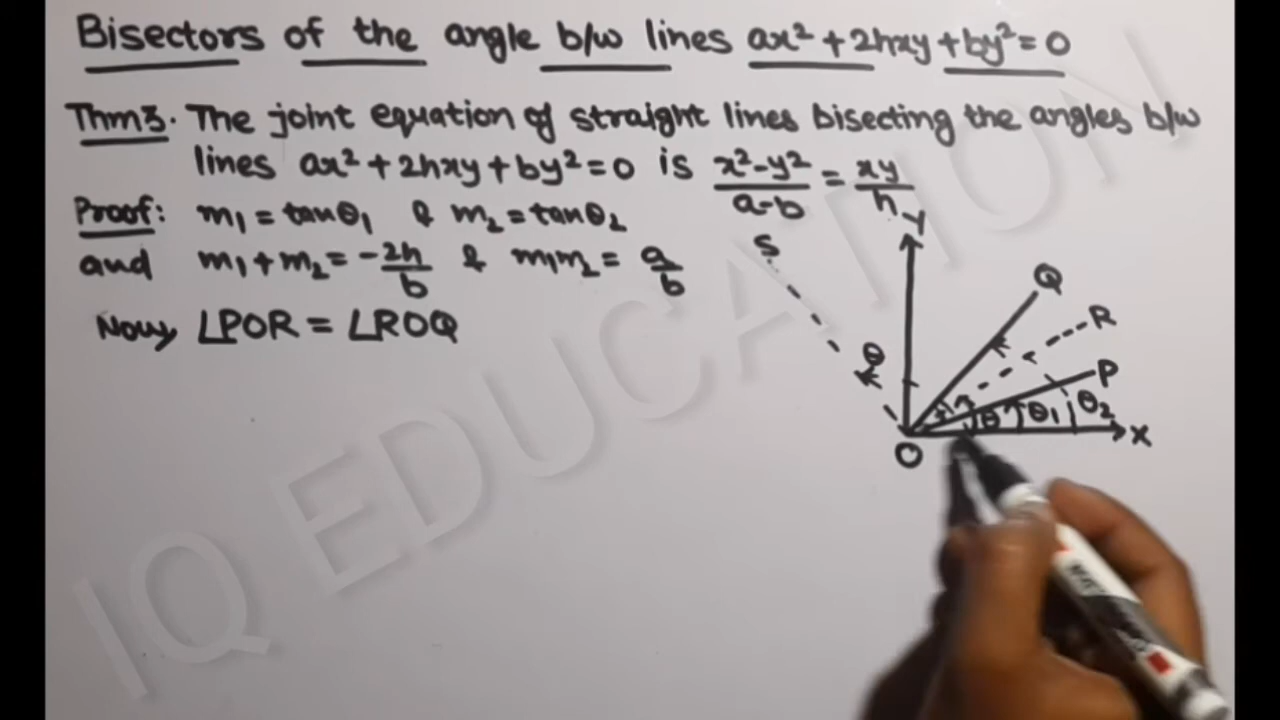 Bisectors of the angle b/w lines ax²+2hxy+by²=0
Thm3. The joint equation of straight lines bisecting the angles b/w
lines ax²+2hxy+by²=0 is x²-y²/a-b = xy/h
Proof: m₁=tanθ₁ & m₂=tanθ₂
and m₁+m₂=-2h/b & m₁m₂=a/b
Now, ∠POR = ∠ROQ
Y
S
Q
R
P
θ
θ
θ₁
θ₂
X
O
IQ EDUCATION